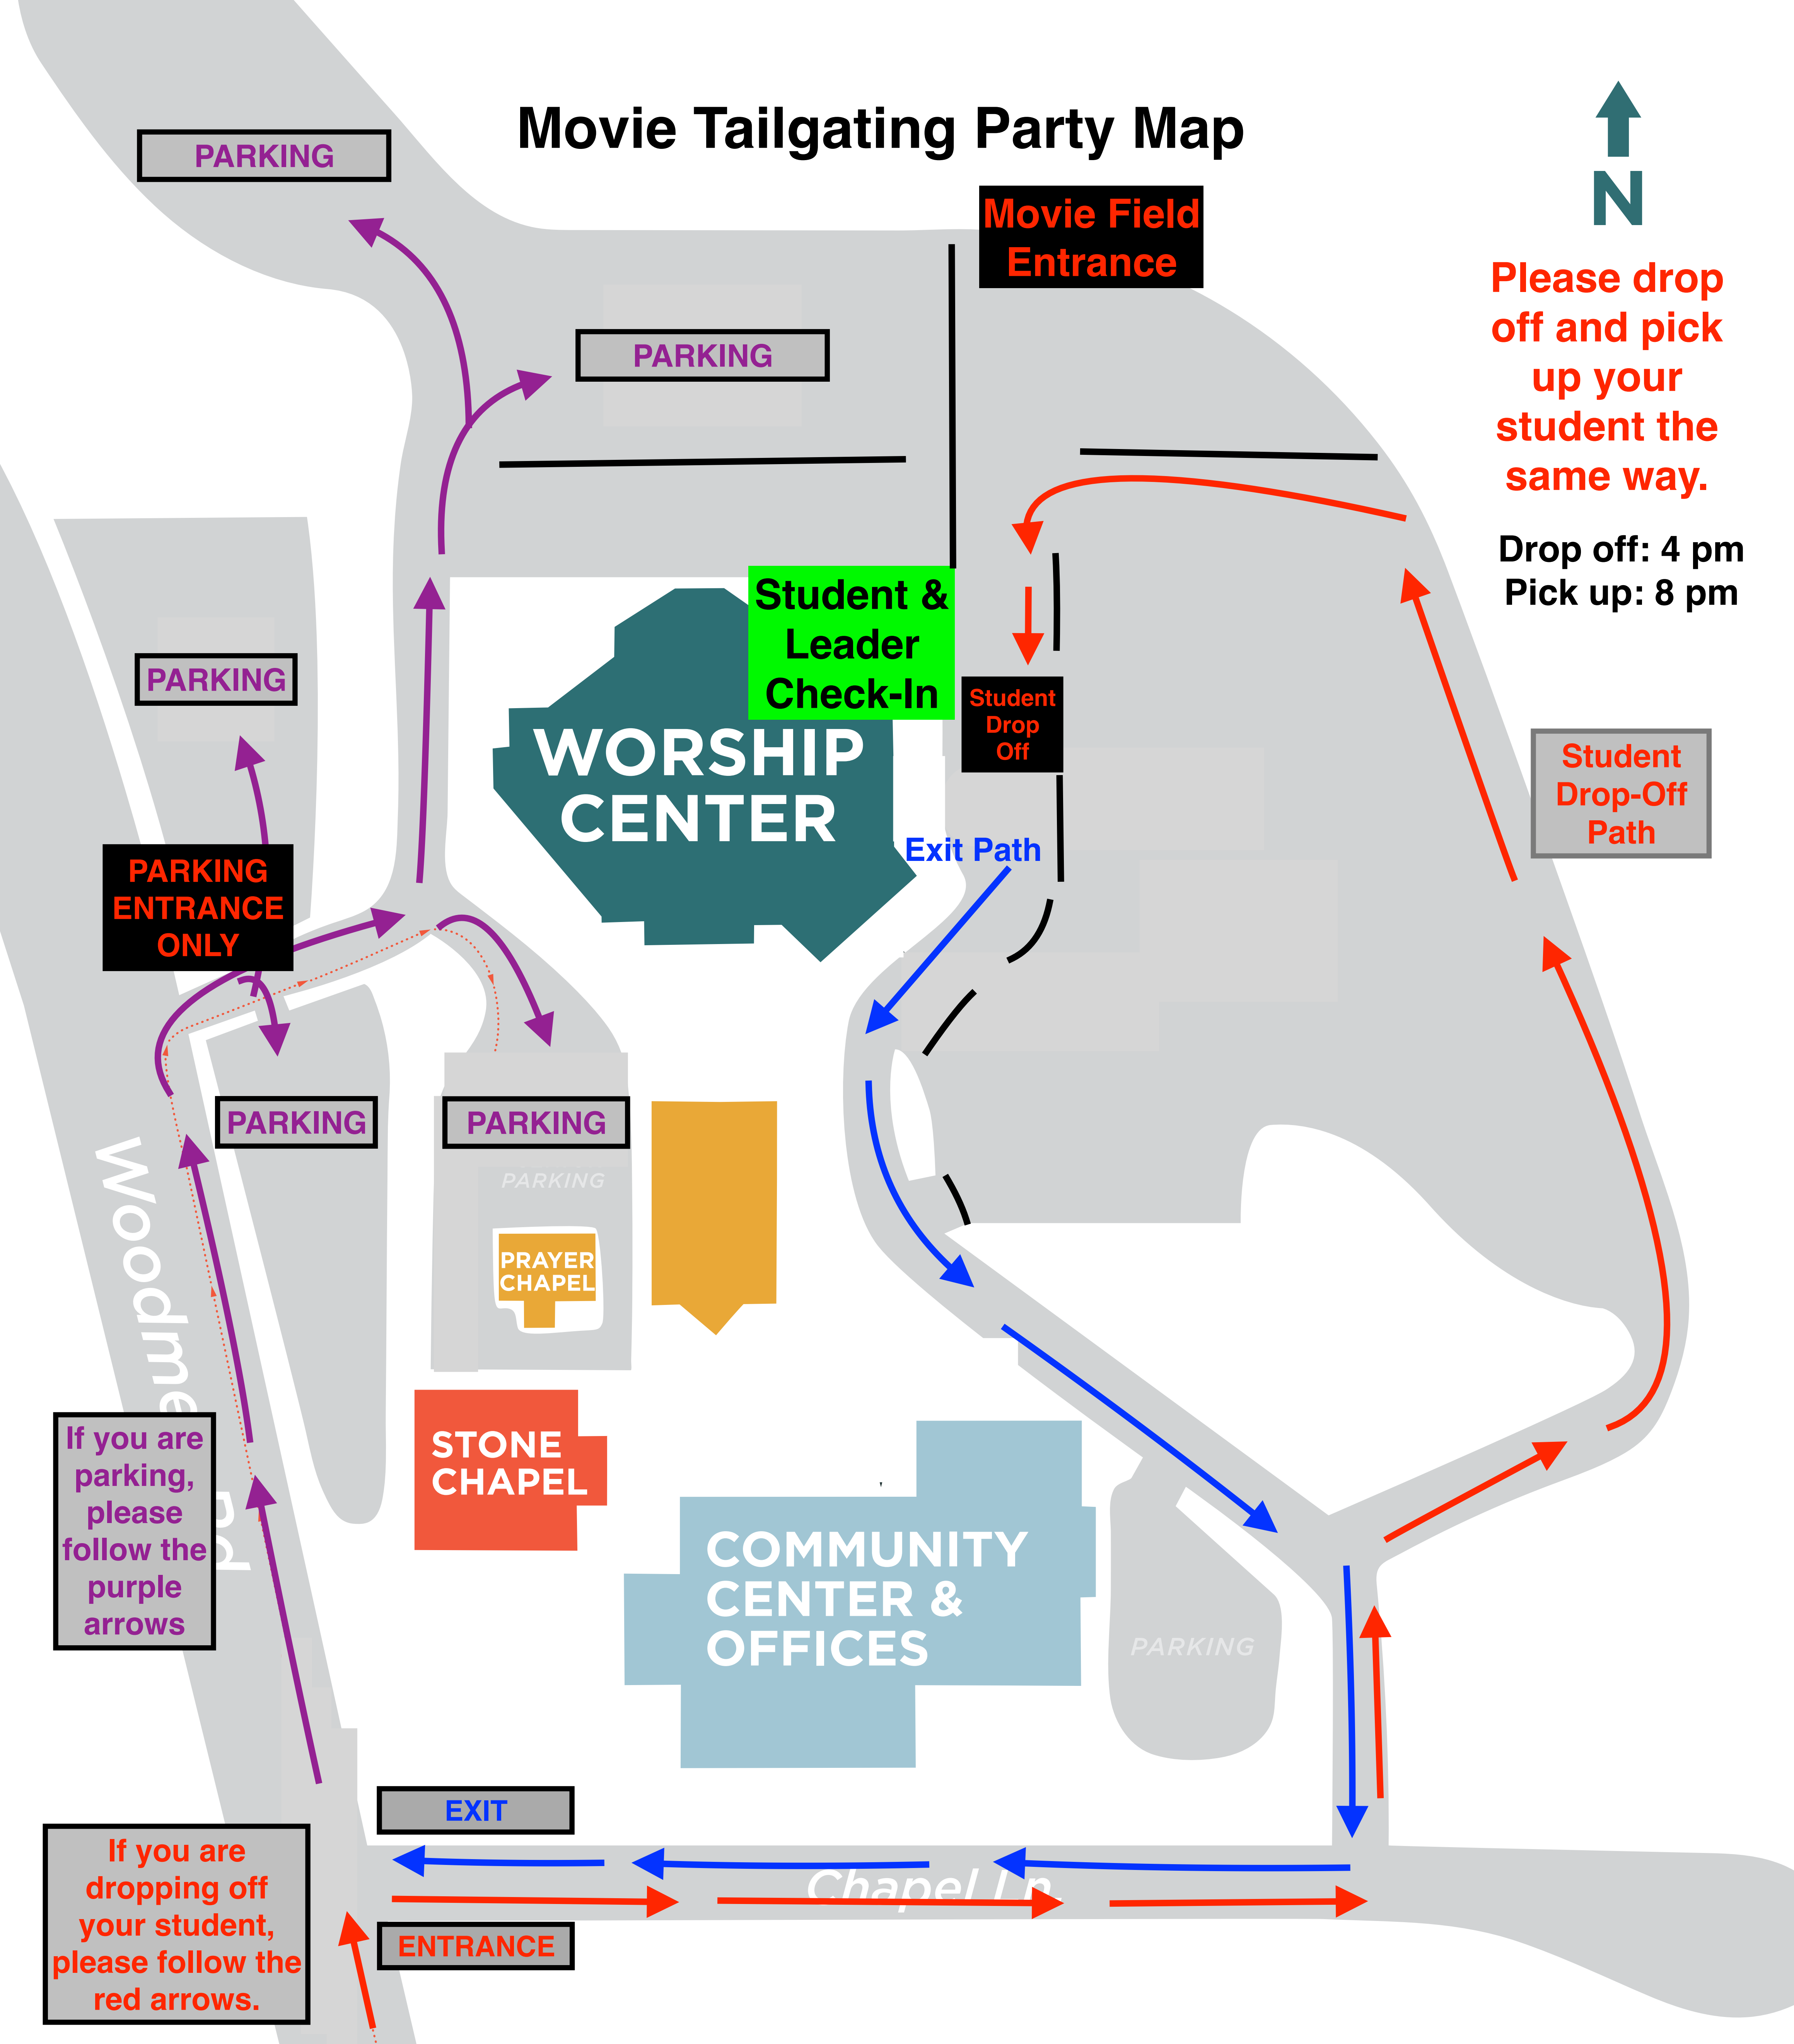 Movie Tailgating Party Map
N
PARKING
Movie Field
Entrance
Please drop
off and pick
up your
student the
same way.
Drop off: 4 pm
Pick up: 8 pm
PARKING
PARKING
Student &
Leader
Check-In
Student
Drop
Off
WORSHIP
CENTER
Student
Drop-Off
Path
Exit Path
PARKING
ENTRANCE
ONLY
PARKING
PARKING
PARKING
PRAYER
CHAPEL
Woodme
Rd
If you are
parking,
please
follow the
purple
arrows
STONE
CHAPEL
COMMUNITY
CENTER &
OFFICES
PARKING
EXIT
Chapel Ln.
ENTRANCE
If you are
dropping off
your student,
please follow the
red arrows.